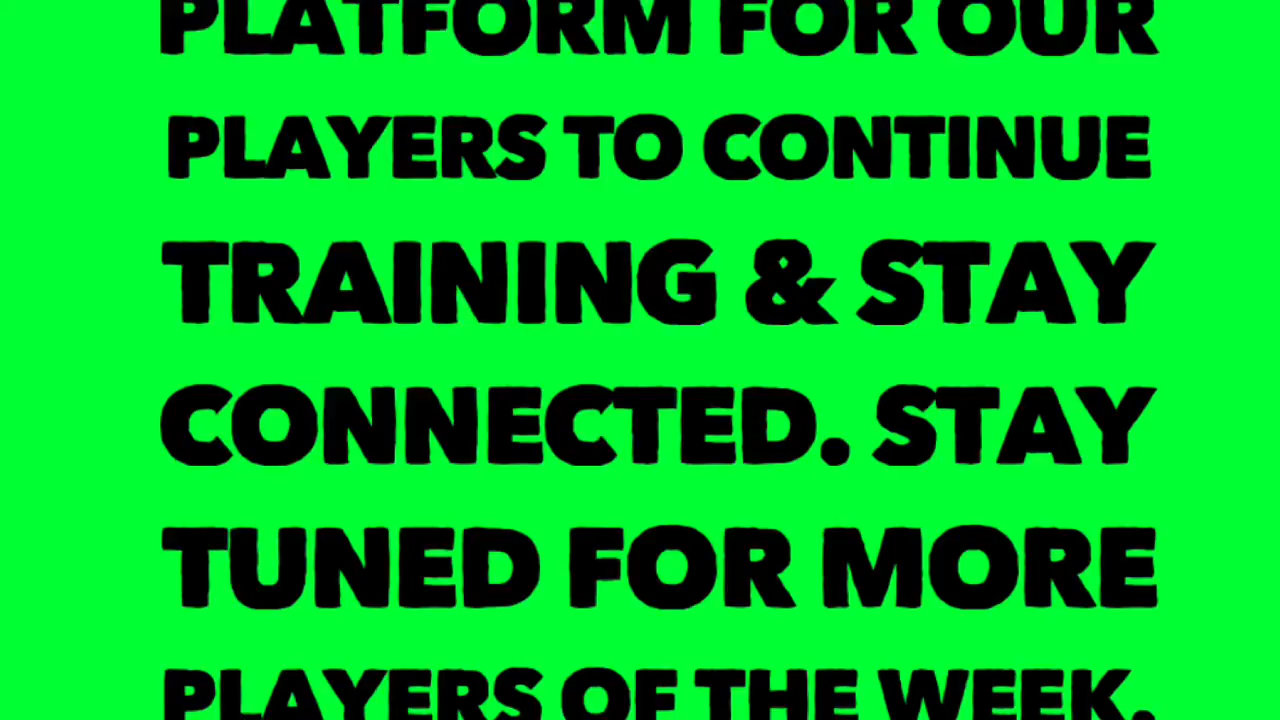 PLATFORM FOR OUR
PLAYERS TO CONTINUE
TRAINING & STAY
CONNECTED. STAY
TUNED FOR MORE
PLAYERS OF THE WEEK.